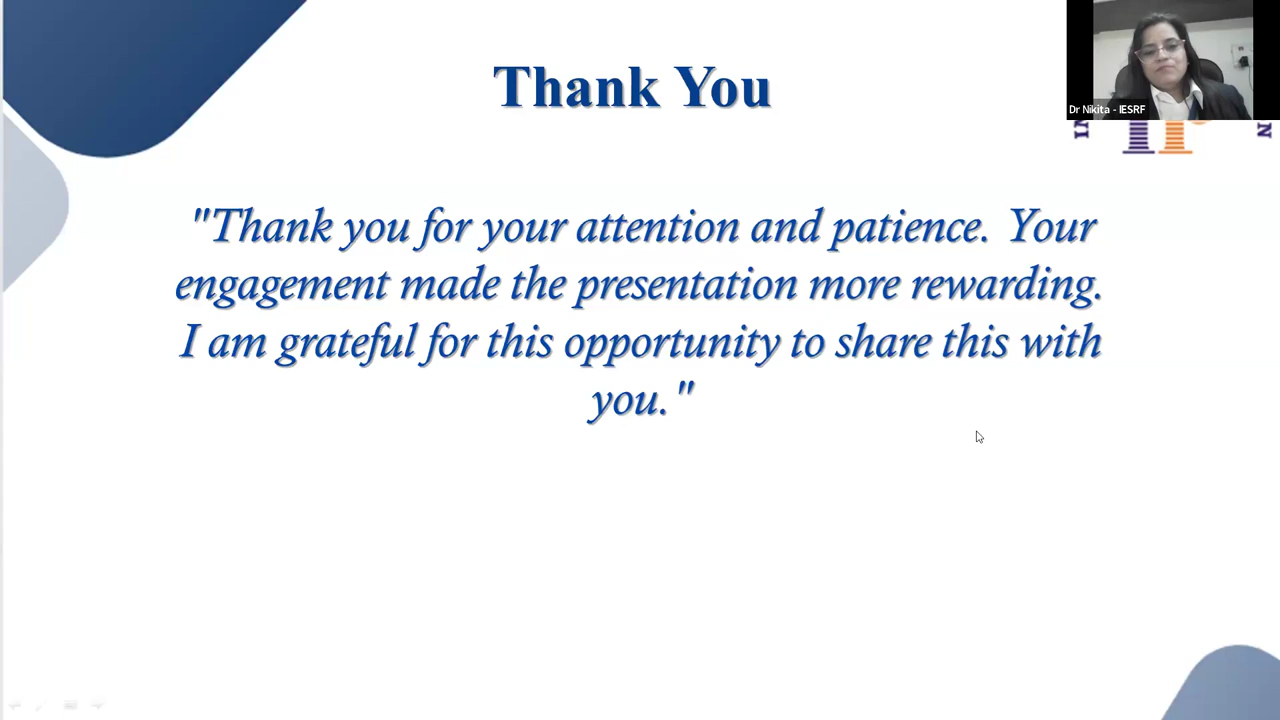 Thank You
Dr Nikita - IESRF
IN
N
"Thank you for your attention and patience. Your
engagement made the presentation more rewarding.
I am grateful for this opportunity to share this with
you."